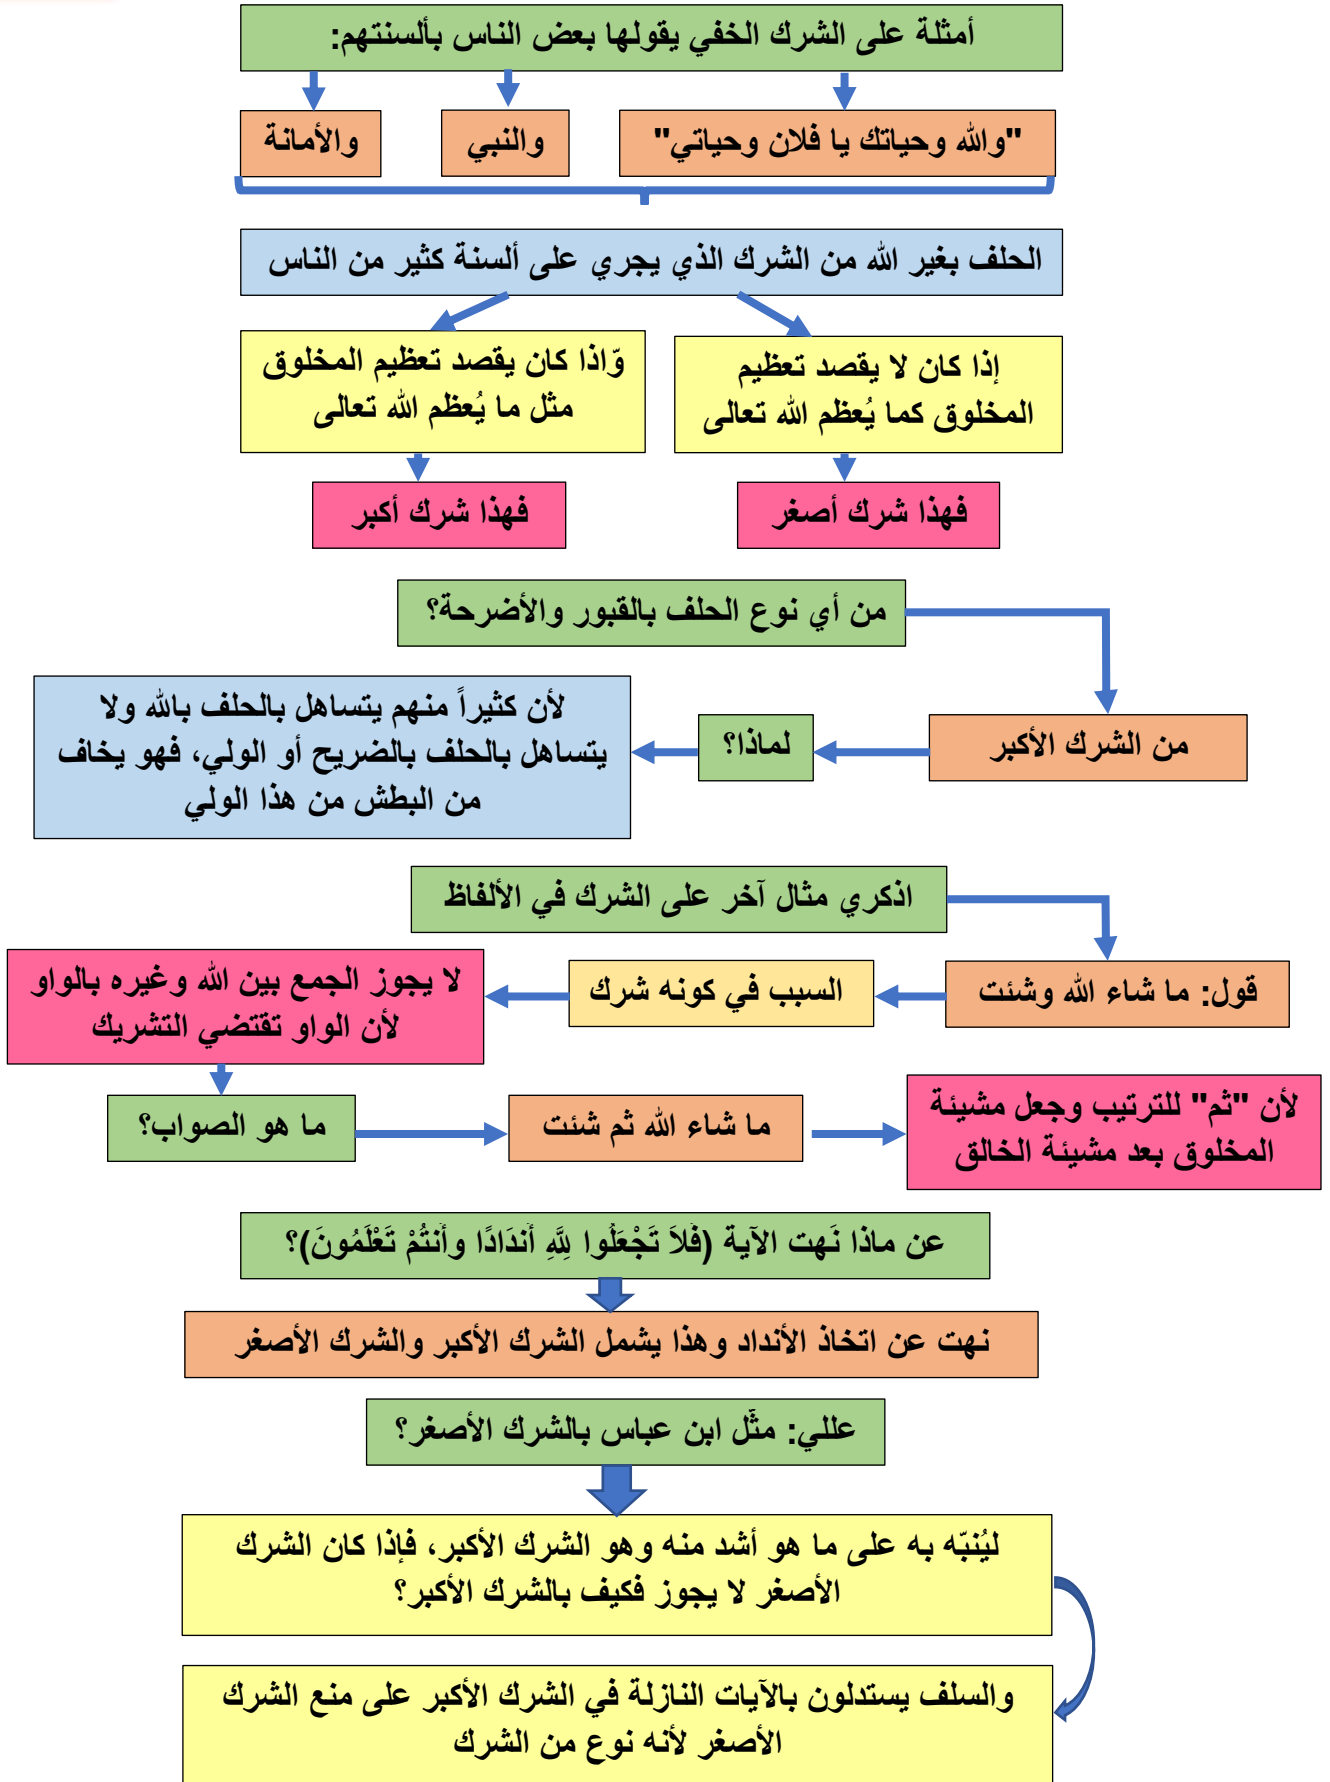 أمثلة على الشرك الخفي يقولها بعض الناس بألسنتهم:
"والله وحياتك يا فلان وحياتي"
والنبي
والأمانة
الحلف بغير الله من الشرك الذي يجري على ألسنة كثير من الناس
إذا كان لا يقصد تعظيم
المخلوق كما يُعظم الله تعالى
وّاذا كان يقصد تعظيم المخلوق
مثل ما يُعظم الله تعالى
فهذا شرك أصغر
فهذا شرك أكبر
من أي نوع الحلف بالقبور والأضرحة؟
من الشرك الأكبر
لماذا؟
لأن كثيراً منهم يتساهل بالحلف بالله ولا
يتساهل بالحلف بالضريح أو الولي، فهو يخاف
من البطش من هذا الولي
اذكري مثال آخر على الشرك في الألفاظ
قول: ما شاء الله وشئت
السبب في كونه شرك
لا يجوز الجمع بين الله وغيره بالواو
لأن الواو تقتضي التشريك
ما هو الصواب؟
ما شاء الله ثم شئت
لأن "ثم" للترتيب وجعل مشيئة
المخلوق بعد مشيئة الخالق
عن ماذا نَهت الآية (فَلاَ تَجْعَلُوا لِلَّهِ أَندَادًا وأَنتُمْ تَعْلَمُونَ)؟
نهت عن اتخاذ الأنداد وهذا يشمل الشرك الأكبر والشرك الأصغر
عللي: مثّل ابن عباس بالشرك الأصغر؟
ليُنبّه به على ما هو أشد منه وهو الشرك الأكبر، فإذا كان الشرك
الأصغر لا يجوز فكيف بالشرك الأكبر؟
والسلف يستدلون بالآيات النازلة في الشرك الأكبر على منع الشرك
الأصغر لأنه نوع من الشرك